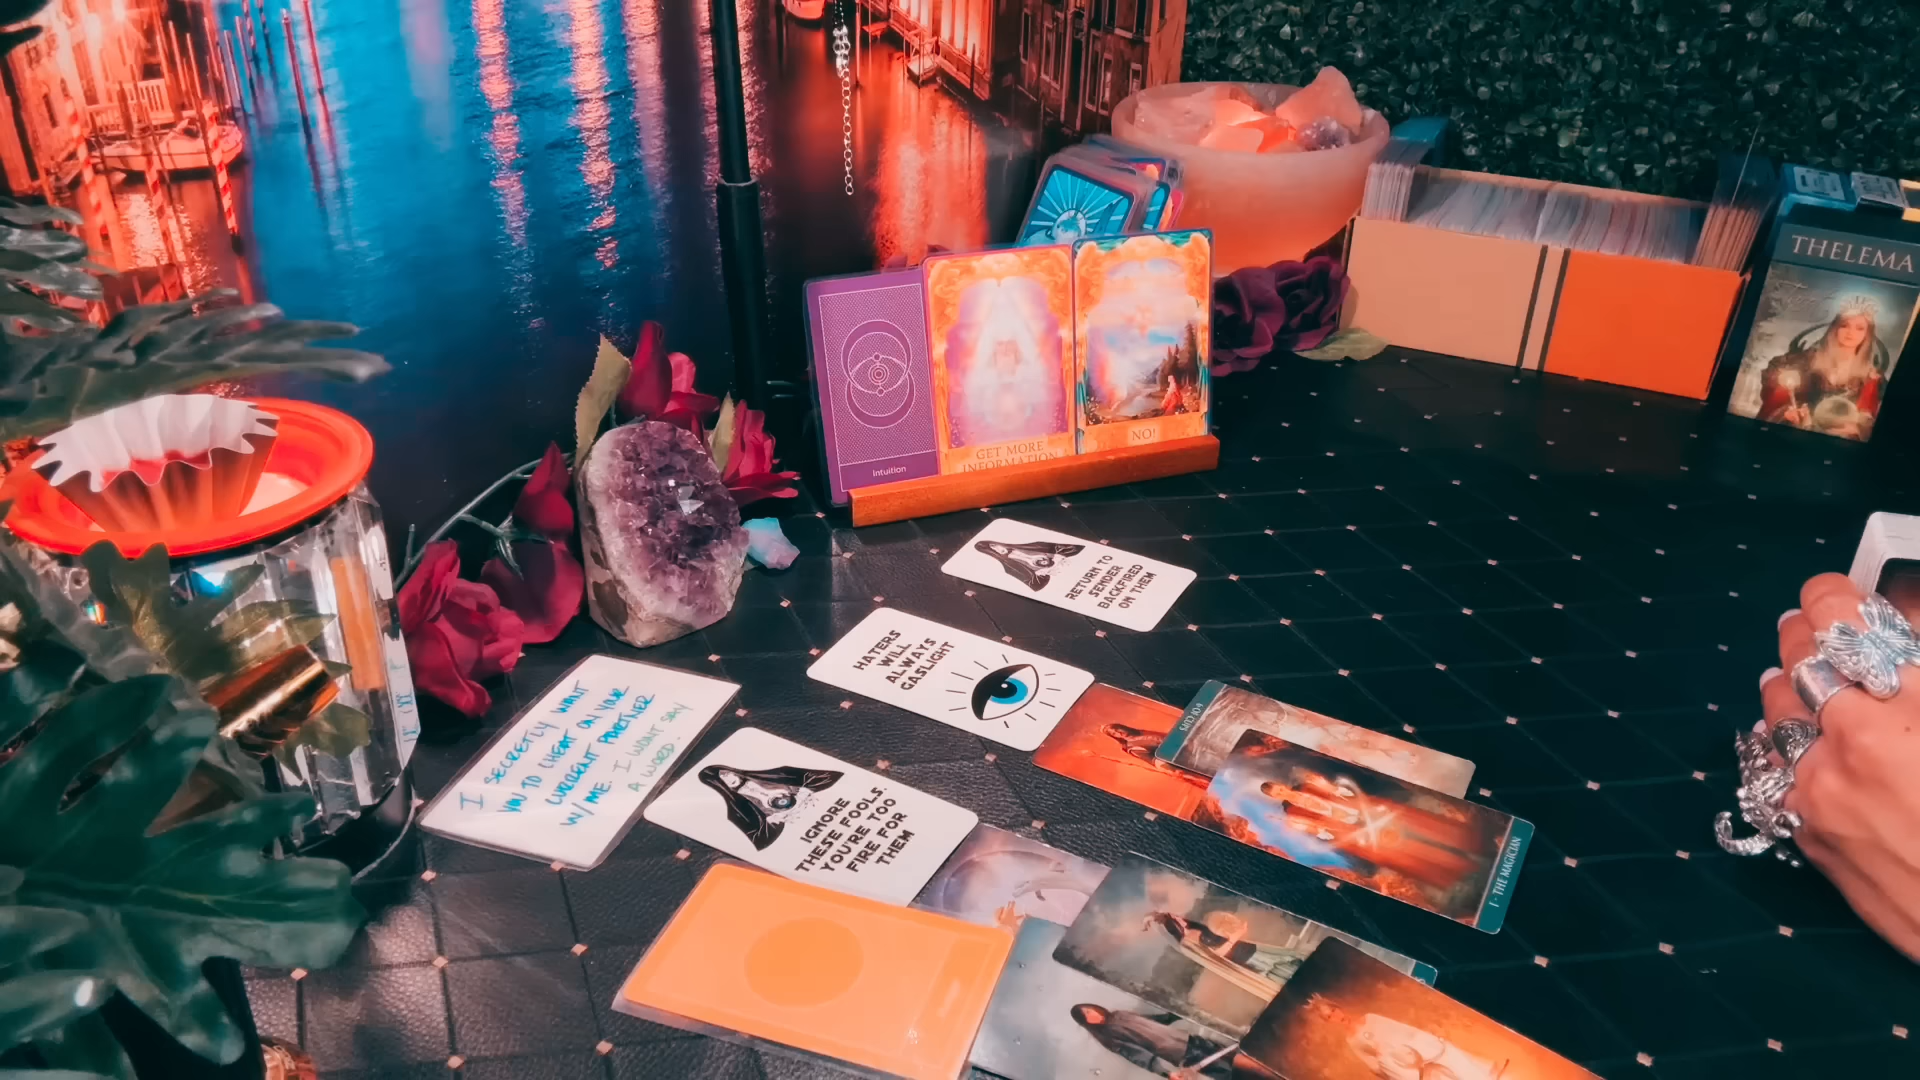 THELEMA
Intuition
GET MORE
INFORMATION
NO!
RETURN TO
SENDER
BACKFIRED
ON THEM
HATERS
WILL
ALWAYS
GASLIGHT
I SECRETLY WANT
YOU TO CHEAT ON YOUR
CURRENT PARTNER
W/ME. I WONT SAY
A WORD.
IGNORE
THESE FOOLS.
YOU'RE TOO
FIRE FOR
THEM
I - THE MAGICIAN